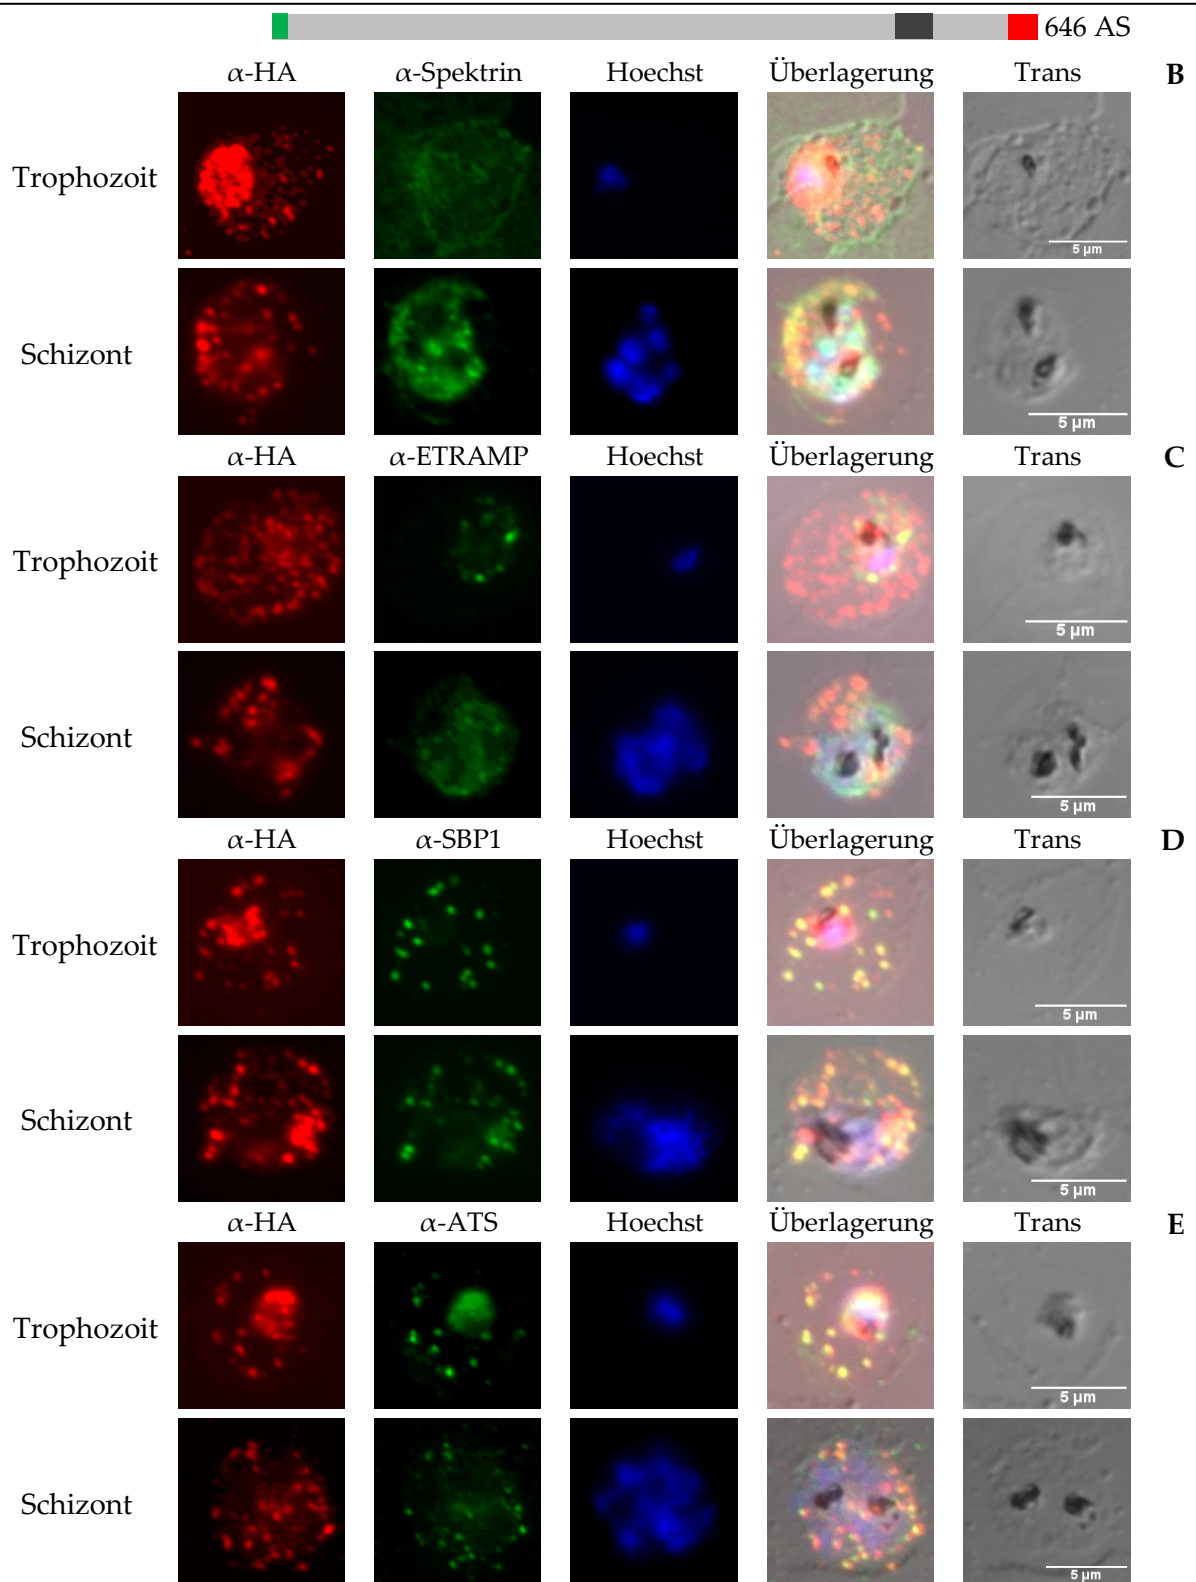 646 AS
α-HA α-Spektrin Hoechst Überlagerung Trans B
Trophozoit
5 µm
Schizont
5 µm
α-HA α-ETRAMP Hoechst Überlagerung Trans C
Trophozoit
5 µm
Schizont
5 µm
α-HA α-SBP1 Hoechst Überlagerung Trans D
Trophozoit
5 µm
Schizont
5 µm
α-HA α-ATS Hoechst Überlagerung Trans E
Trophozoit
5 µm
Schizont
5 µm